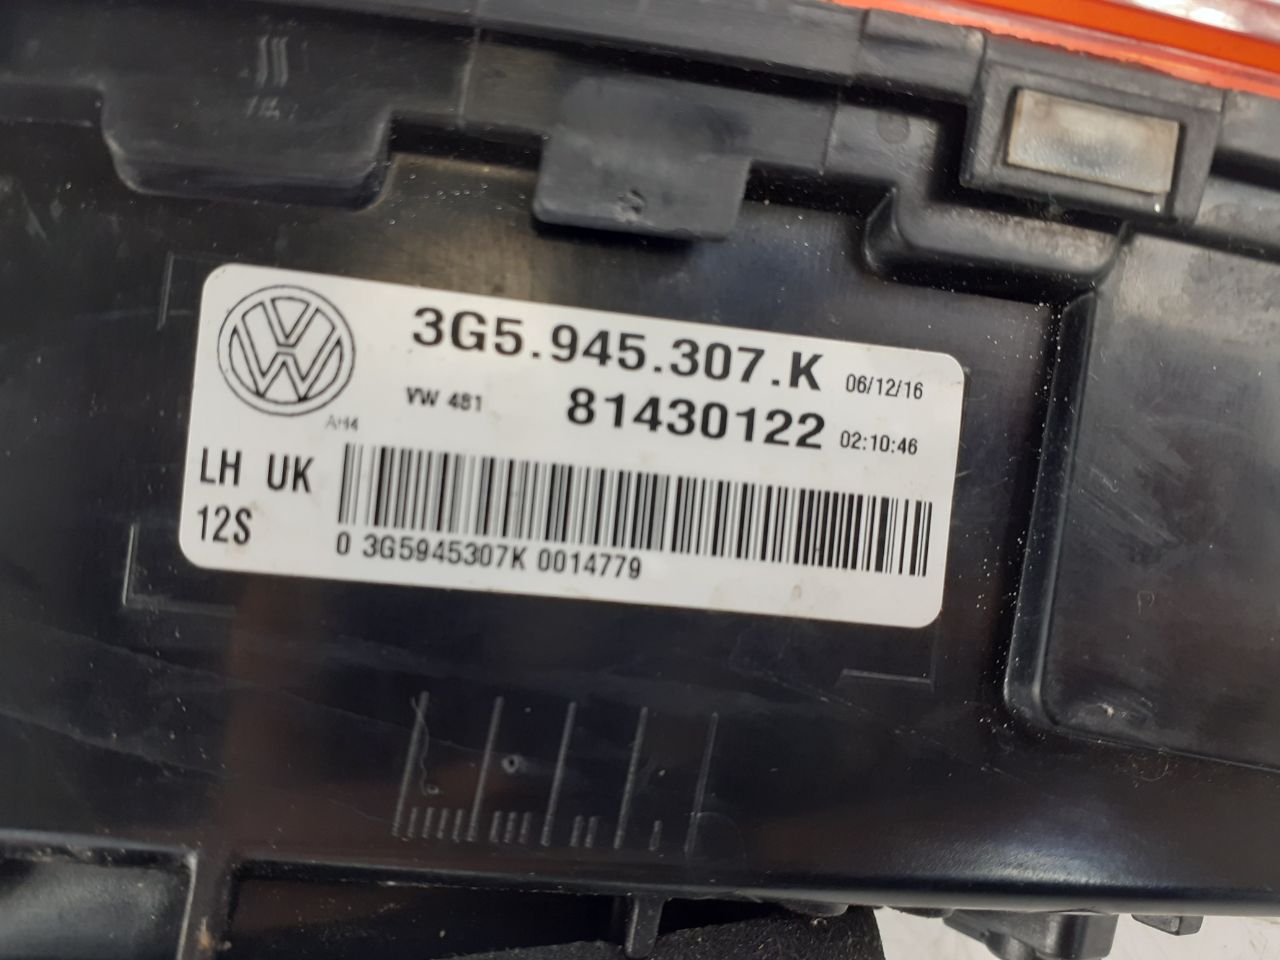 3G5.945.307.K 06/12/16
VW 481 81430122 02:10:46
LH UK
12S
0 3G5945307K 0014779